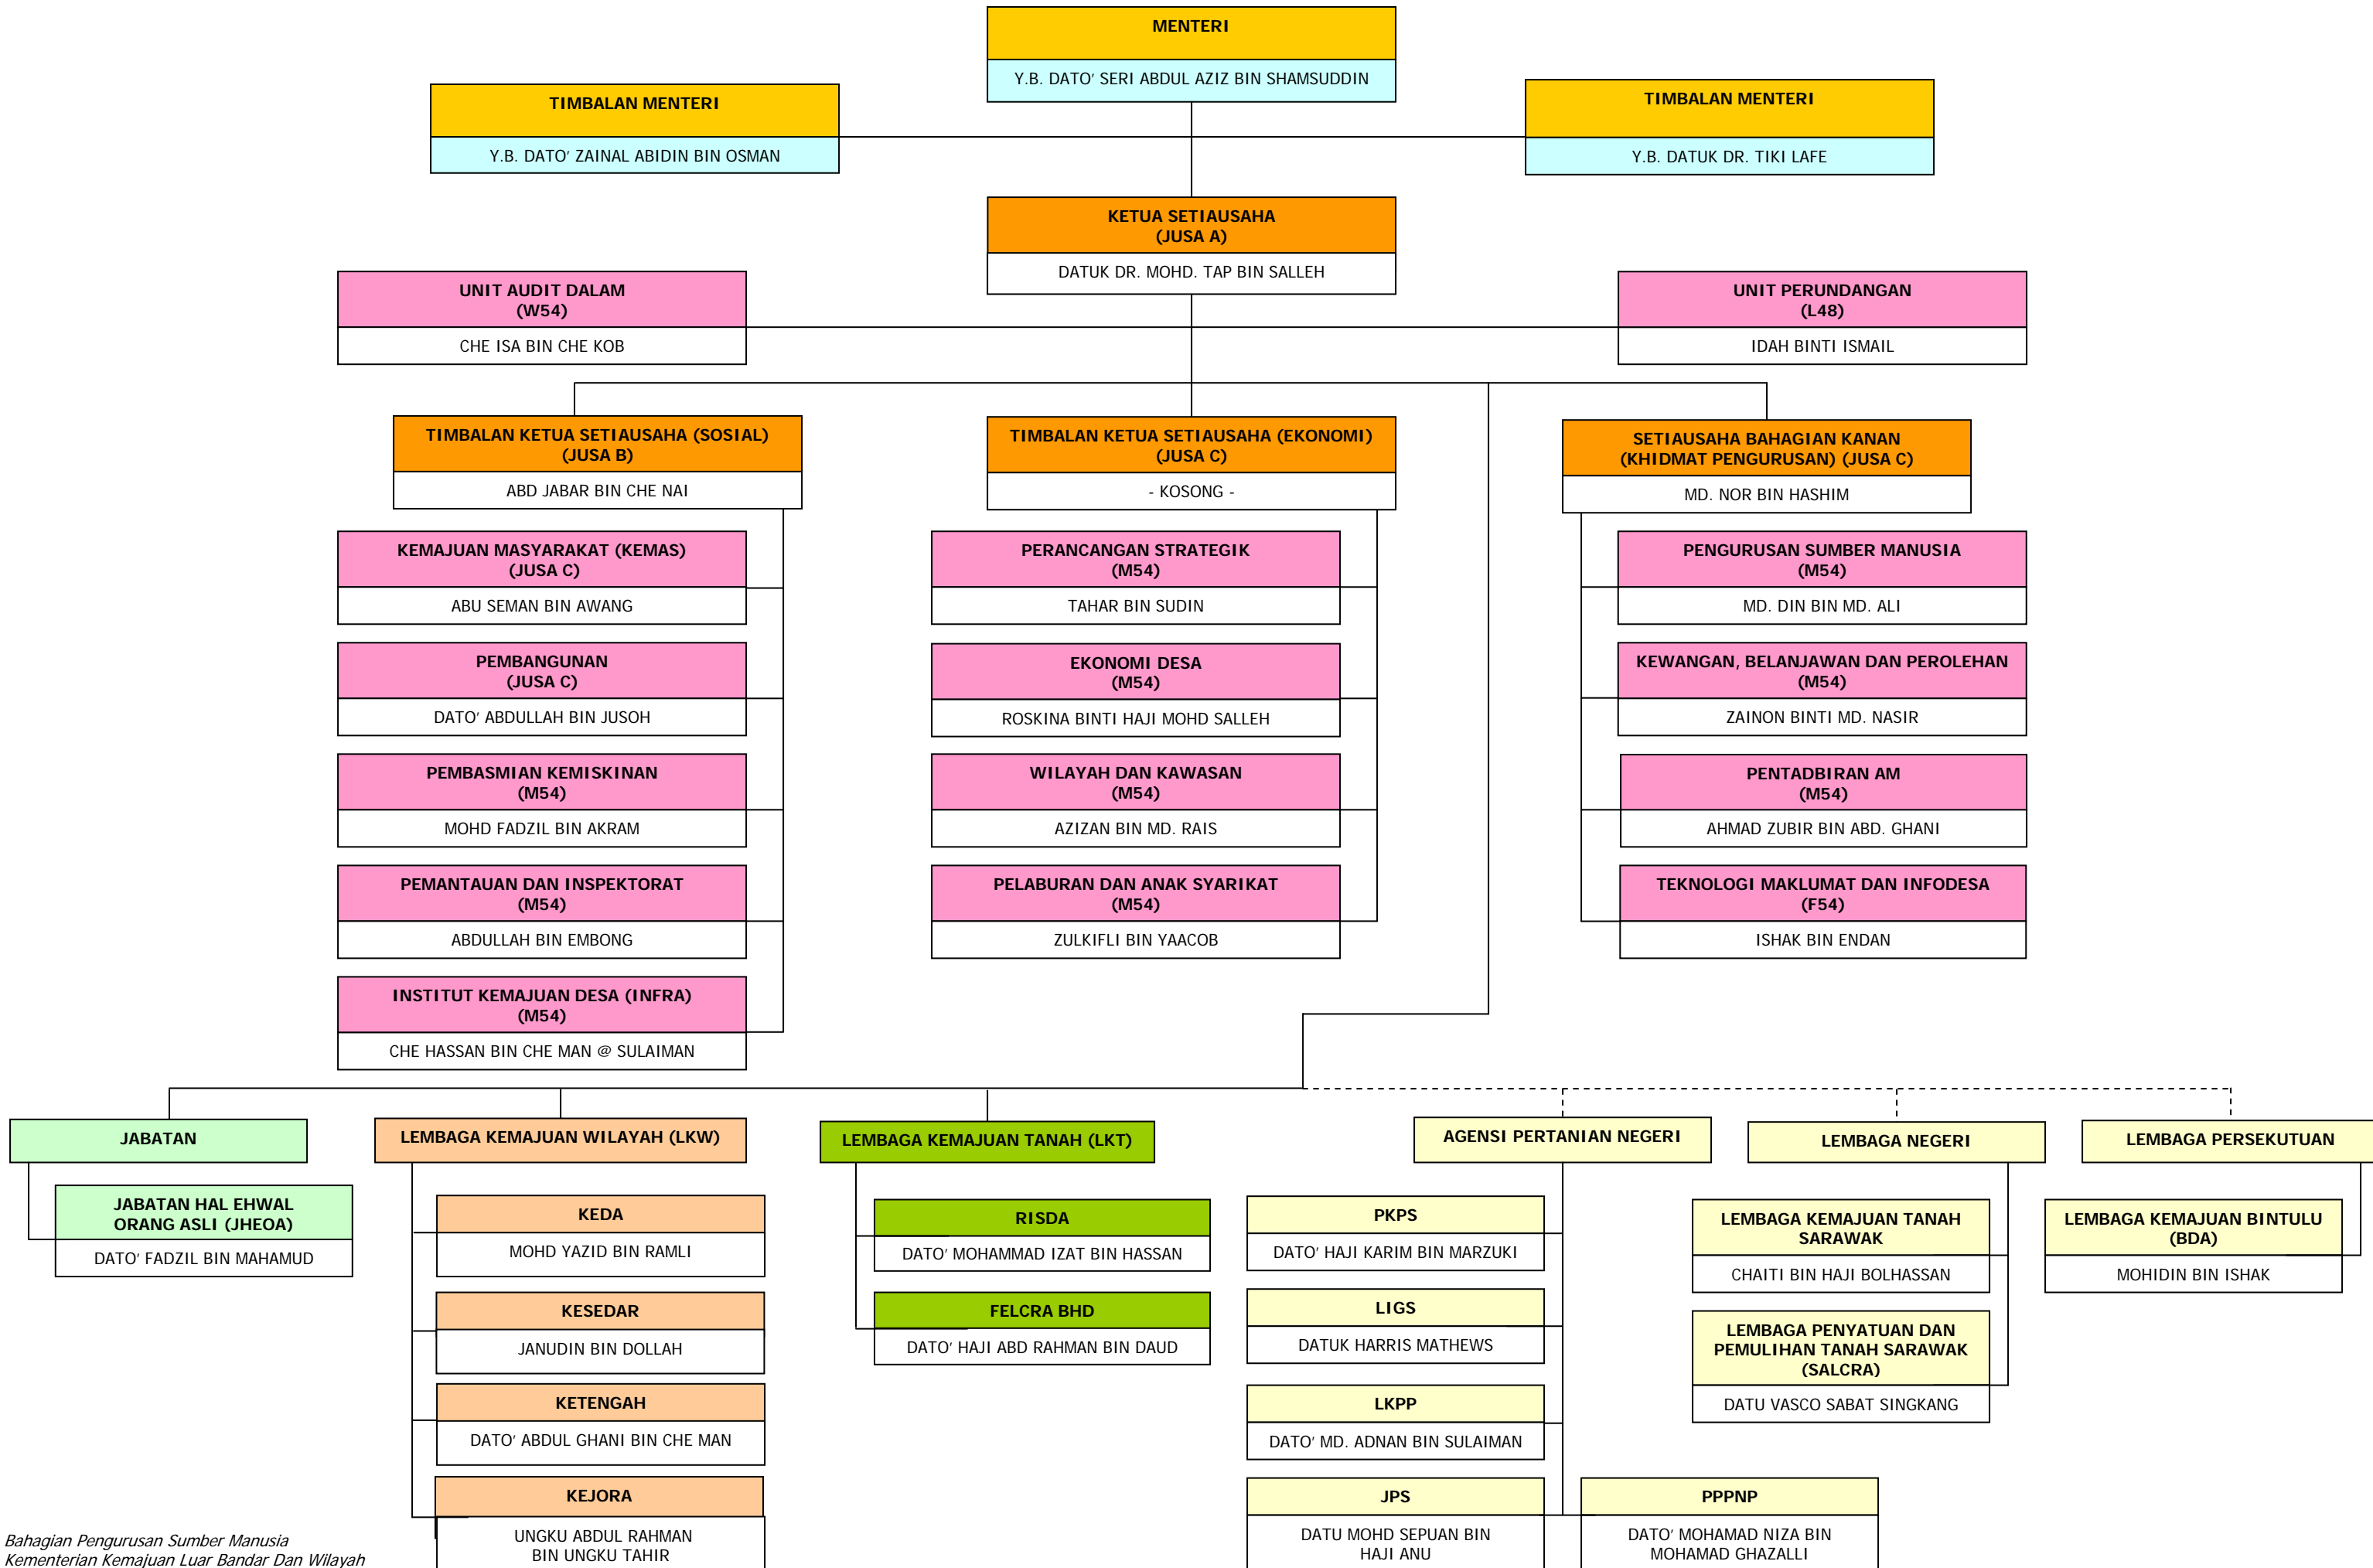 MENTERI
Y.B. DATO' SERI ABDUL AZIZ BIN SHAMSUDDIN
TIMBALAN MENTERI
Y.B. DATO' ZAINAL ABIDIN BIN OSMAN
TIMBALAN MENTERI
Y.B. DATUK DR. TIKI LAFE
KETUA SETIAUSAHA
(JUSA A)
DATUK DR. MOHD. TAP BIN SALLEH
UNIT AUDIT DALAM
(W54)
CHE ISA BIN CHE KOB
UNIT PERUNDANGAN
(L48)
IDAH BINTI ISMAIL
TIMBALAN KETUA SETIAUSAHA (SOSIAL)
(JUSA B)
ABD JABAR BIN CHE NAI
KEMAJUAN MASYARAKAT (KEMAS)
(JUSA C)
ABU SEMAN BIN AWANG
PEMBANGUNAN
(JUSA C)
DATO' ABDULLAH BIN JUSOH
PEMBASMIAN KEMISKINAN
(M54)
MOHD FADZIL BIN AKRAM
PEMANTAUAN DAN INSPEKTORAT
(M54)
ABDULLAH BIN EMBONG
INSTITUT KEMAJUAN DESA (INFRA)
(M54)
CHE HASSAN BIN CHE MAN @ SULAIMAN
TIMBALAN KETUA SETIAUSAHA (EKONOMI)
(JUSA C)
- KOSONG -
PERANCANGAN STRATEGIK
(M54)
TAHAR BIN SUDIN
EKONOMI DESA
(M54)
ROSKINA BINTI HAJI MOHD SALLEH
WILAYAH DAN KAWASAN
(M54)
AZIZAN BIN MD. RAIS
PELABURAN DAN ANAK SYARIKAT
(M54)
ZULKIFLI BIN YAACOB
SETIAUSAHA BAHAGIAN KANAN
(KHIDMAT PENGURUSAN) (JUSA C)
MD. NOR BIN HASHIM
PENGURUSAN SUMBER MANUSIA
(M54)
MD. DIN BIN MD. ALI
KEWANGAN, BELANJAWAN DAN PEROLEHAN
(M54)
ZAINON BINTI MD. NASIR
PENTADBIRAN AM
(M54)
AHMAD ZUBIR BIN ABD. GHANI
TEKNOLOGI MAKLUMAT DAN INFODESA
(F54)
ISHAK BIN ENDAN
JABATAN
JABATAN HAL EHWAL
ORANG ASLI (JHEOA)
DATO' FADZIL BIN MAHAMUD
LEMBAGA KEMAJUAN WILAYAH (LKW)
KEDA
MOHD YAZID BIN RAMLI
KESEDAR
JANUDIN BIN DOLLAH
KETENGAH
DATO' ABDUL GHANI BIN CHE MAN
KEJORA
UNGKU ABDUL RAHMAN
BIN UNGKU TAHIR
LEMBAGA KEMAJUAN TANAH (LKT)
RISDA
DATO' MOHAMMAD IZAT BIN HASSAN
FELCRA BHD
DATO' HAJI ABD RAHMAN BIN DAUD
AGENSI PERTANIAN NEGERI
PKPS
DATO' HAJI KARIM BIN MARZUKI
LIGS
DATUK HARRIS MATHEWS
LKPP
DATO' MD. ADNAN BIN SULAIMAN
JPS
DATU MOHD SEPUAN BIN
HAJI ANU
PPPNP
DATO' MOHAMAD NIZA BIN
MOHAMAD GHAZALLI
LEMBAGA NEGERI
LEMBAGA KEMAJUAN TANAH
SARAWAK
CHAITI BIN HAJI BOLHASSAN
LEMBAGA PENYATUAN DAN
PEMULIHAN TANAH SARAWAK
(SALCRA)
DATU VASCO SABAT SINGKANG
LEMBAGA PERSEKUTUAN
LEMBAGA KEMAJUAN BINTULU
(BDA)
MOHIDIN BIN ISHAK
Bahagian Pengurusan Sumber Manusia
Kementerian Kemajuan Luar Bandar Dan Wilayah